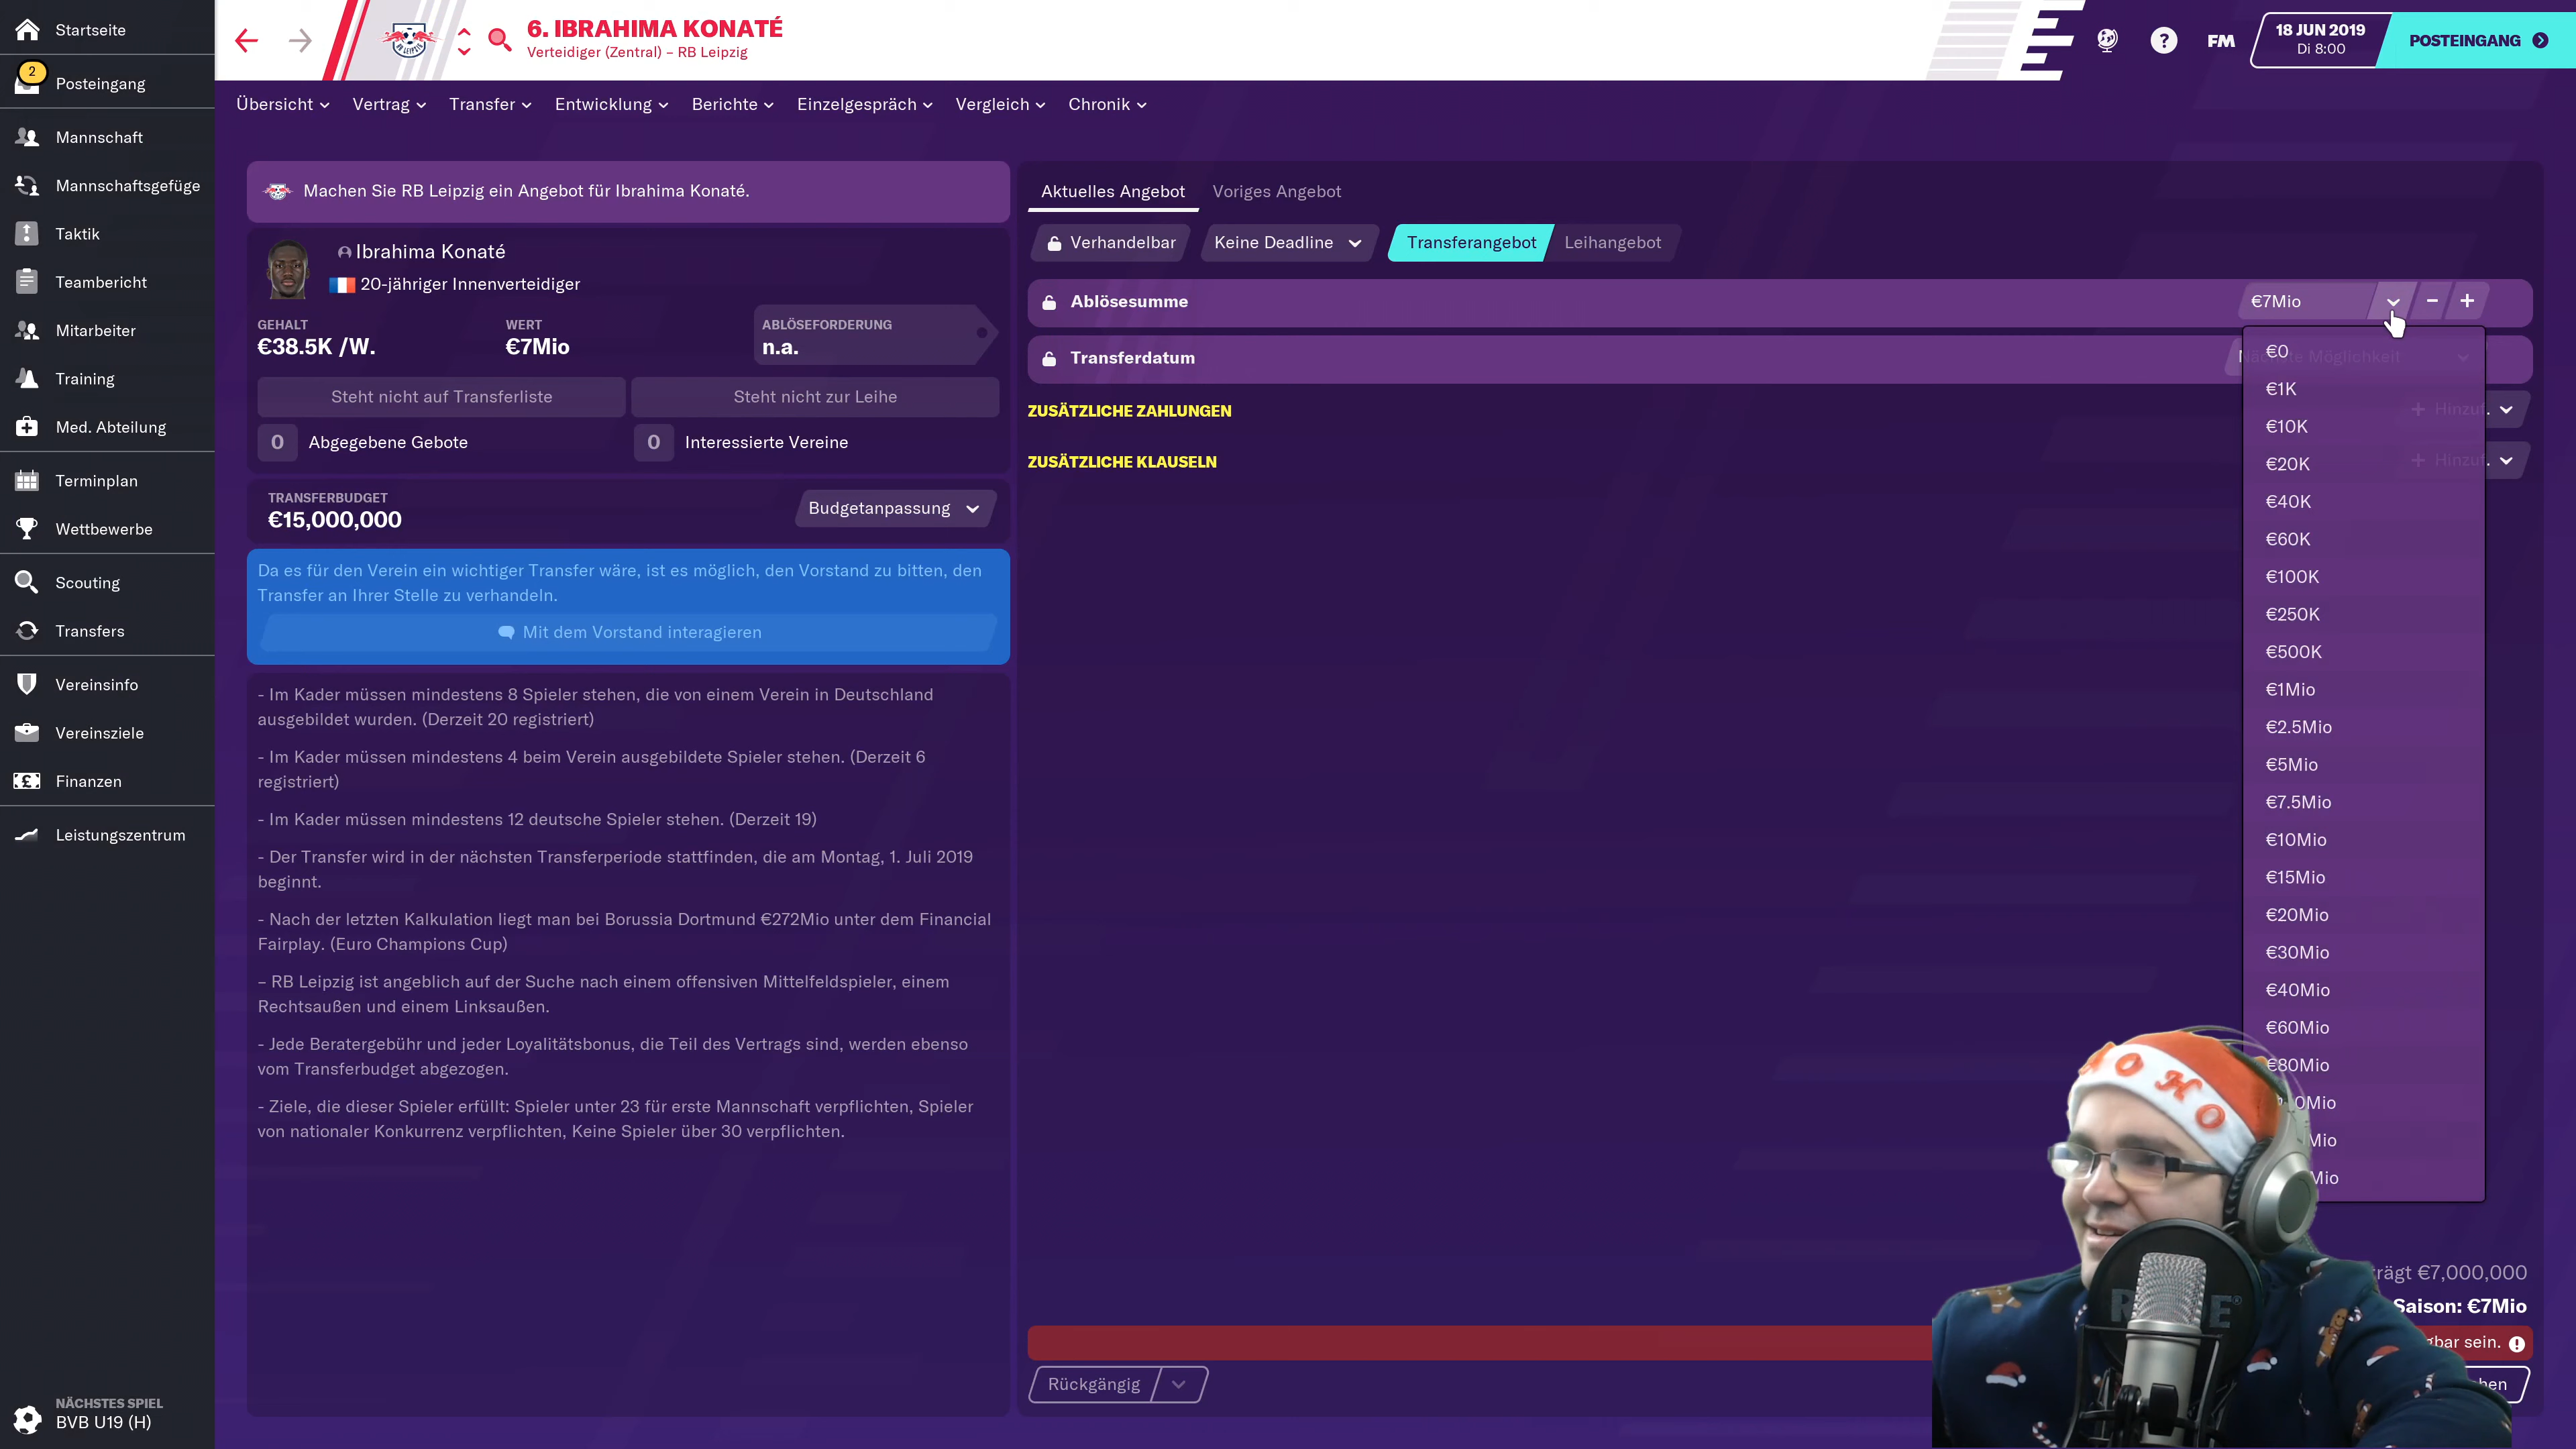 Startseite
2
Posteingang
Mannschaft
Mannschaftsgefüge
Taktik
Teambericht
Mitarbeiter
Training
Med. Abteilung
Terminplan
Wettbewerbe
Scouting
Transfers
Vereinsinfo
Vereinsziele
Finanzen
Leistungszentrum
NÄCHSTES SPIEL
BVB U19 (H)
6. IBRAHIMA KONATÉ
Verteidiger (Zentral) – RB Leipzig
?
FM
18 JUN 2019
Di 8:00
POSTEINGANG
Übersicht Vertrag Transfer Entwicklung Berichte Einzelgespräch Vergleich Chronik
Machen Sie RB Leipzig ein Angebot für Ibrahima Konaté.
Ibrahima Konaté
20-jähriger Innenverteidiger
GEHALT WERT ABLÖSEFORDERUNG
€38.5K /W. €7Mio n.a.
Steht nicht auf Transferliste Steht nicht zur Leihe
0 Abgegebene Gebote 0 Interessierte Vereine
TRANSFERBUDGET
€15,000,000
Budgetanpassung
Da es für den Verein ein wichtiger Transfer wäre, ist es möglich, den Vorstand zu bitten, den
Transfer an Ihrer Stelle zu verhandeln.
Mit dem Vorstand interagieren
- Im Kader müssen mindestens 8 Spieler stehen, die von einem Verein in Deutschland
ausgebildet wurden. (Derzeit 20 registriert)
- Im Kader müssen mindestens 4 beim Verein ausgebildete Spieler stehen. (Derzeit 6
registriert)
- Im Kader müssen mindestens 12 deutsche Spieler stehen. (Derzeit 19)
- Der Transfer wird in der nächsten Transferperiode stattfinden, die am Montag, 1. Juli 2019
beginnt.
- Nach der letzten Kalkulation liegt man bei Borussia Dortmund €272Mio unter dem Financial
Fairplay. (Euro Champions Cup)
– RB Leipzig ist angeblich auf der Suche nach einem offensiven Mittelfeldspieler, einem
Rechtsaußen und einem Linksaußen.
- Jede Beratergebühr und jeder Loyalitätsbonus, die Teil des Vertrags sind, werden ebenso
vom Transferbudget abgezogen.
- Ziele, die dieser Spieler erfüllt: Spieler unter 23 für erste Mannschaft verpflichten, Spieler
von nationaler Konkurrenz verpflichten, Keine Spieler über 30 verpflichten.
Aktuelles Angebot Voriges Angebot
Verhandelbar Keine Deadline Transferangebot Leihangebot
Ablösesumme €7Mio
Transferdatum
ZUSÄTZLICHE ZAHLUNGEN
ZUSÄTZLICHE KLAUSELN
€0
€1K
€10K
€20K
€40K
€60K
€100K
€250K
€500K
€1Mio
€2.5Mio
€5Mio
€7.5Mio
€10Mio
€15Mio
€20Mio
€30Mio
€40Mio
€60Mio
€80Mio
0Mio
Mio
Mio
€7,000,000
Saison: €7Mio
sein.
Rückgängig